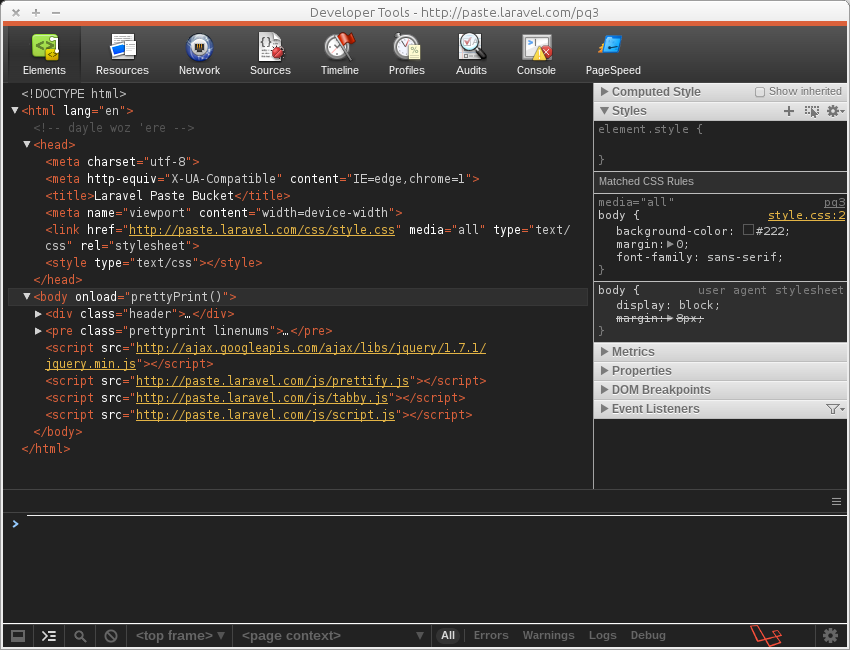 Developer Tools - http://paste.laravel.com/pq3
Elements Resources Network Sources Timeline Profiles Audits Console PageSpeed
<!DOCTYPE html>
<html lang="en">
<!-- dayle woz 'ere -->
<head>
<meta charset="utf-8">
<meta http-equiv="X-UA-Compatible" content="IE=edge,chrome=1">
<title>Laravel Paste Bucket</title>
<meta name="viewport" content="width=device-width">
<link href="http://paste.laravel.com/css/style.css" media="all" type="text/
css" rel="stylesheet">
<style type="text/css"></style>
</head>
<body onload="prettyPrint()">
<div class="header">…</div>
<pre class="prettyprint linenums">…</pre>
<script src="http://ajax.googleapis.com/ajax/libs/jquery/1.7.1/
jquery.min.js"></script>
<script src="http://paste.laravel.com/js/prettify.js"></script>
<script src="http://paste.laravel.com/js/tabby.js"></script>
<script src="http://paste.laravel.com/js/script.js"></script>
</body>
</html>
Computed Style Show inherited
Styles
element.style {
}
Matched CSS Rules
media="all" pq3
body { style.css:2
background-color: #222;
margin: 0;
font-family: sans-serif;
}
body { user agent stylesheet
display: block;
margin: 8px;
}
Metrics
Properties
DOM Breakpoints
Event Listeners
>
<top frame> <page context> All Errors Warnings Logs Debug